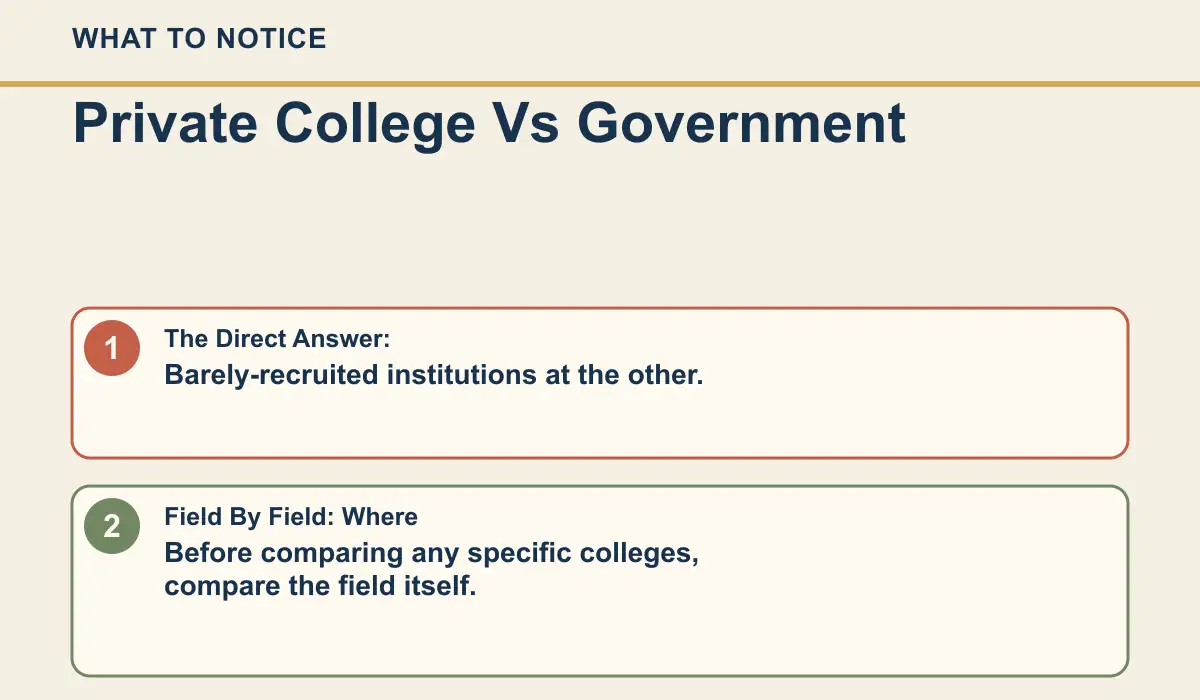 WHAT TO NOTICE
Private College Vs Government
1
The Direct Answer:
Barely-recruited institutions at the other.
2
Field By Field: Where
Before comparing any specific colleges,
compare the field itself.